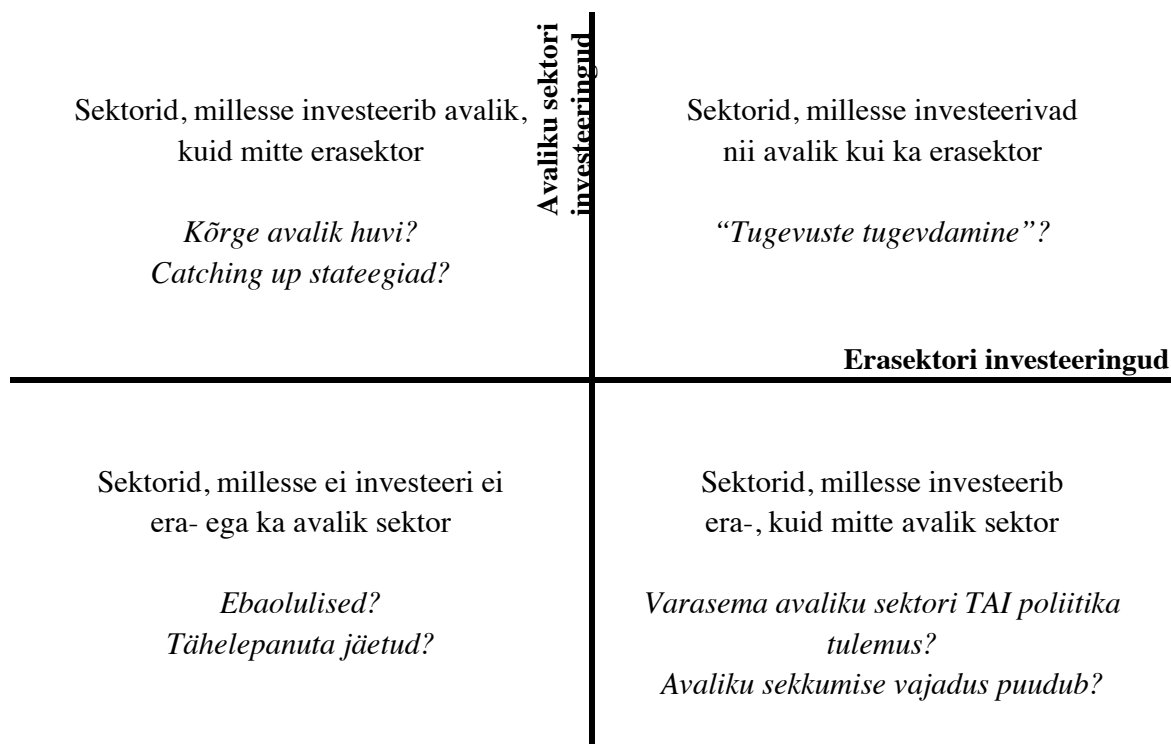 Avaliku sektori
investeeringud
Sektorid, millesse investeerib avalik,
kuid mitte erasektor
Kõrge avalik huvi?
Catching up stateegiad?
Sektorid, millesse investeerivad
nii avalik kui ka erasektor
“Tugevuste tugevdamine”?
Erasektori investeeringud
Sektorid, millesse ei investeeri ei
era- ega ka avalik sektor
Ebaolulised?
Tähelepanuta jäetud?
Sektorid, millesse investeerib
era-, kuid mitte avalik sektor
Varasema avaliku sektori TAI poliitika
tulemus?
Avaliku sekkumise vajadus puudub?